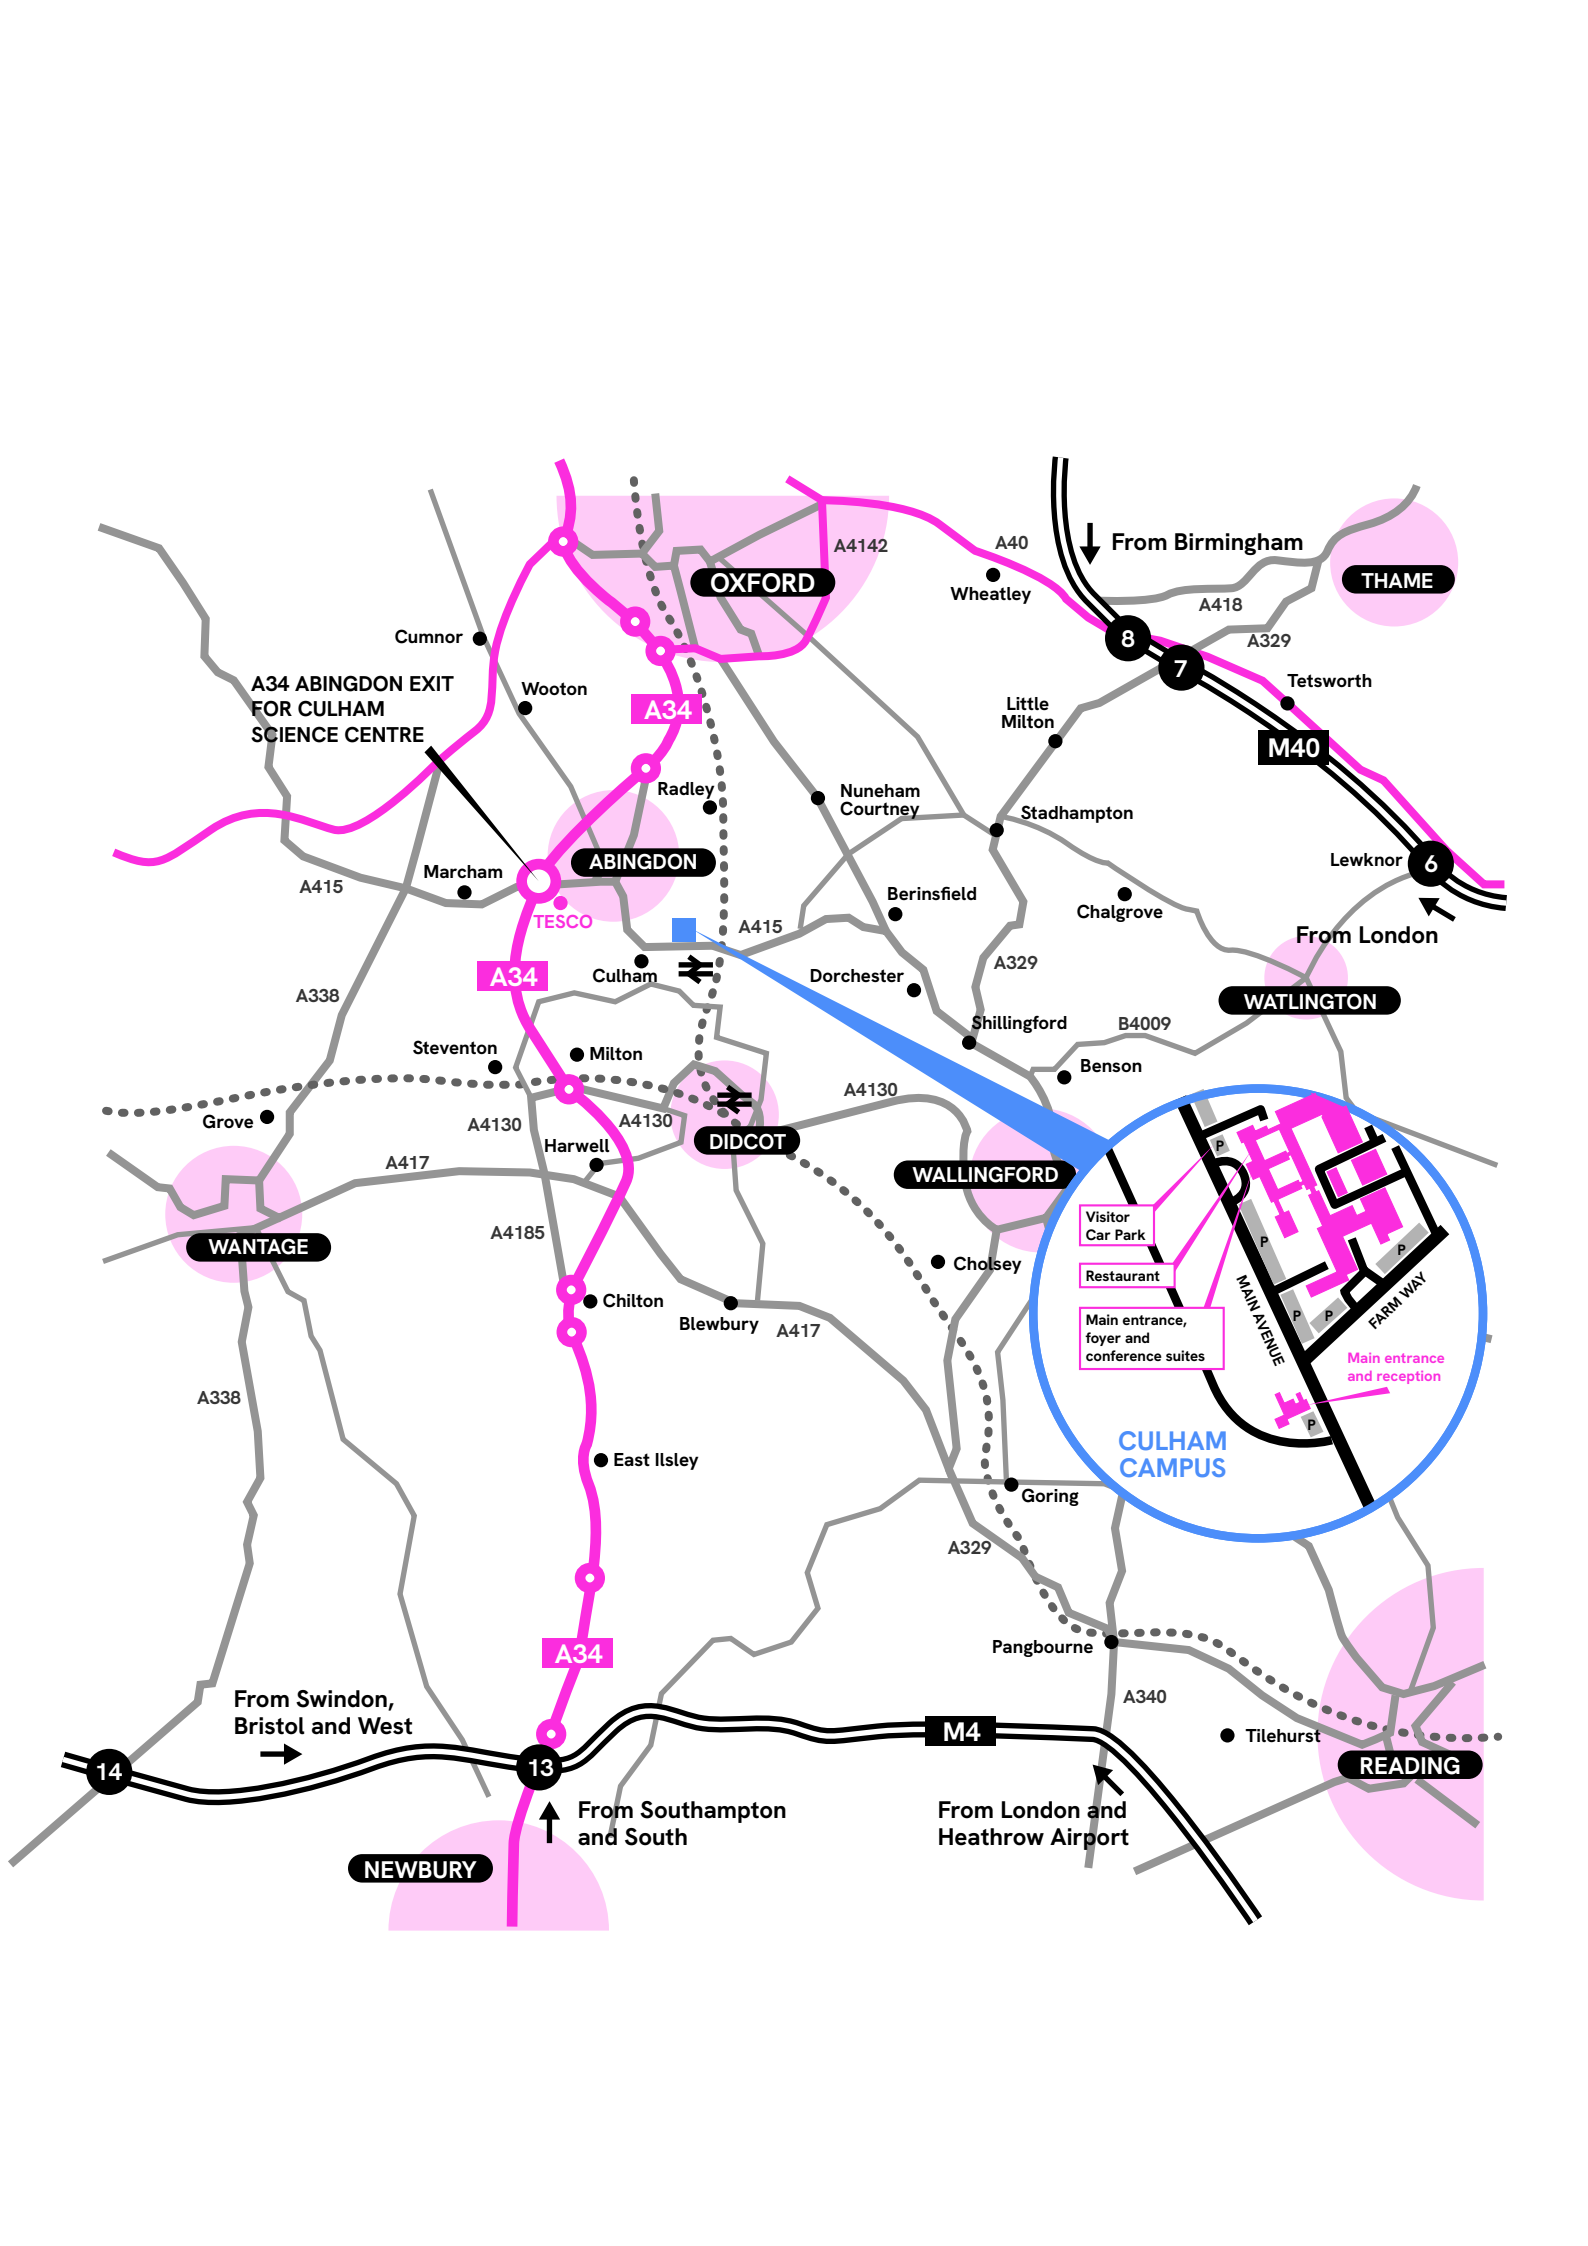 A4142
A40
From Birmingham
OXFORD
THAME
Wheatley
A418
Cumnor
8
A329
7
A34 ABINGDON EXIT
FOR CULHAM
SCIENCE CENTRE
Wooton
Tetsworth
A34
Little
Milton
M40
Radley
Nuneham
Courtney
Stadhampton
ABINGDON
Lewknor
6
Marcham
A415
Berinsfield
Chalgrove
TESCO
A415
From London
Culham
A34
Dorchester
A329
A338
WATLINGTON
Shillingford
B4009
Steventon
Milton
Benson
A4130
Grove
A4130
A4130
DIDCOT
Harwell
P
A417
WALLINGFORD
Visitor
Car Park
A4185
P
P
WANTAGE
Cholsey
Restaurant
Chilton
MAIN AVENUE
FARM WAY
P
P
Blewbury
A417
Main entrance,
foyer and
conference suites
Main entrance
and reception
A338
P
CULHAM
CAMPUS
East Ilsley
Goring
A329
Pangbourne
A34
From Swindon,
Bristol and West
A340
M4
Tilehurst
14
13
READING
From Southampton
and South
From London and
Heathrow Airport
NEWBURY